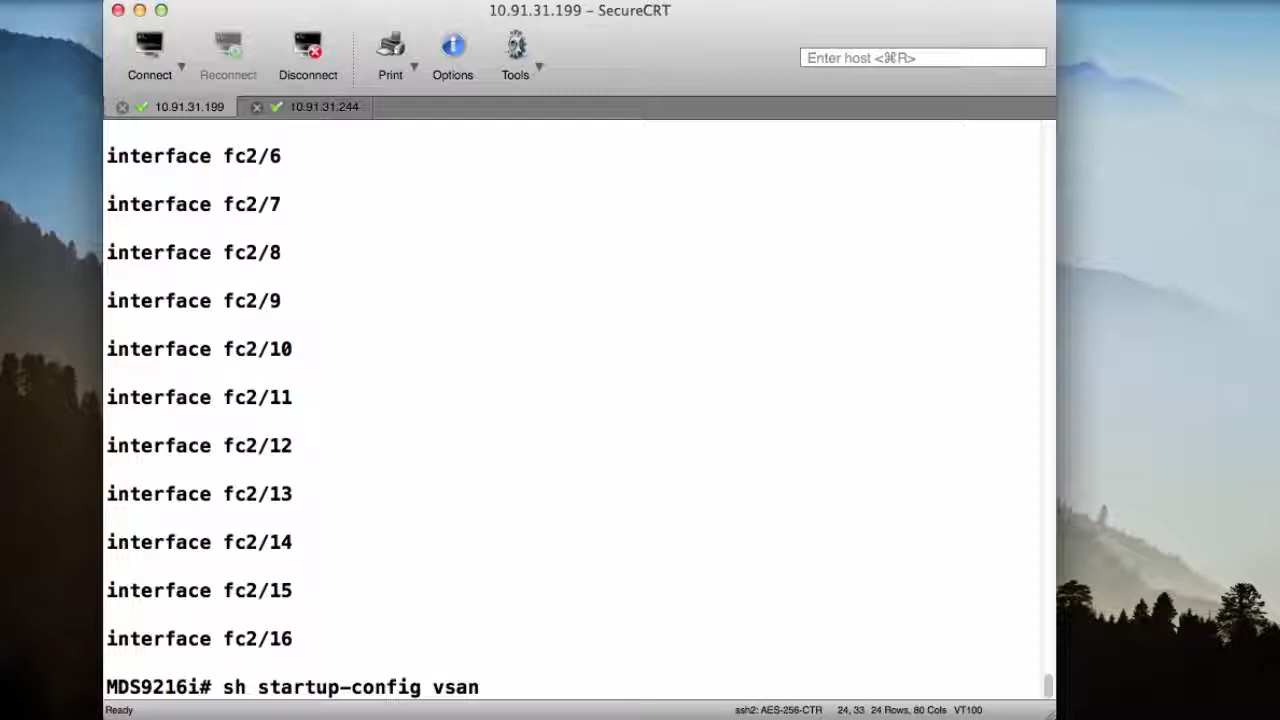 10.91.31.199 – SecureCRT
Connect Reconnect Disconnect Print Options Tools
Enter host <⌘R>
10.91.31.199 10.91.31.244
interface fc2/6
interface fc2/7
interface fc2/8
interface fc2/9
interface fc2/10
interface fc2/11
interface fc2/12
interface fc2/13
interface fc2/14
interface fc2/15
interface fc2/16
MDS9216i# sh startup-config vsan
Ready ssh2: AES-256-CTR 24, 33 24 Rows, 80 Cols VT100